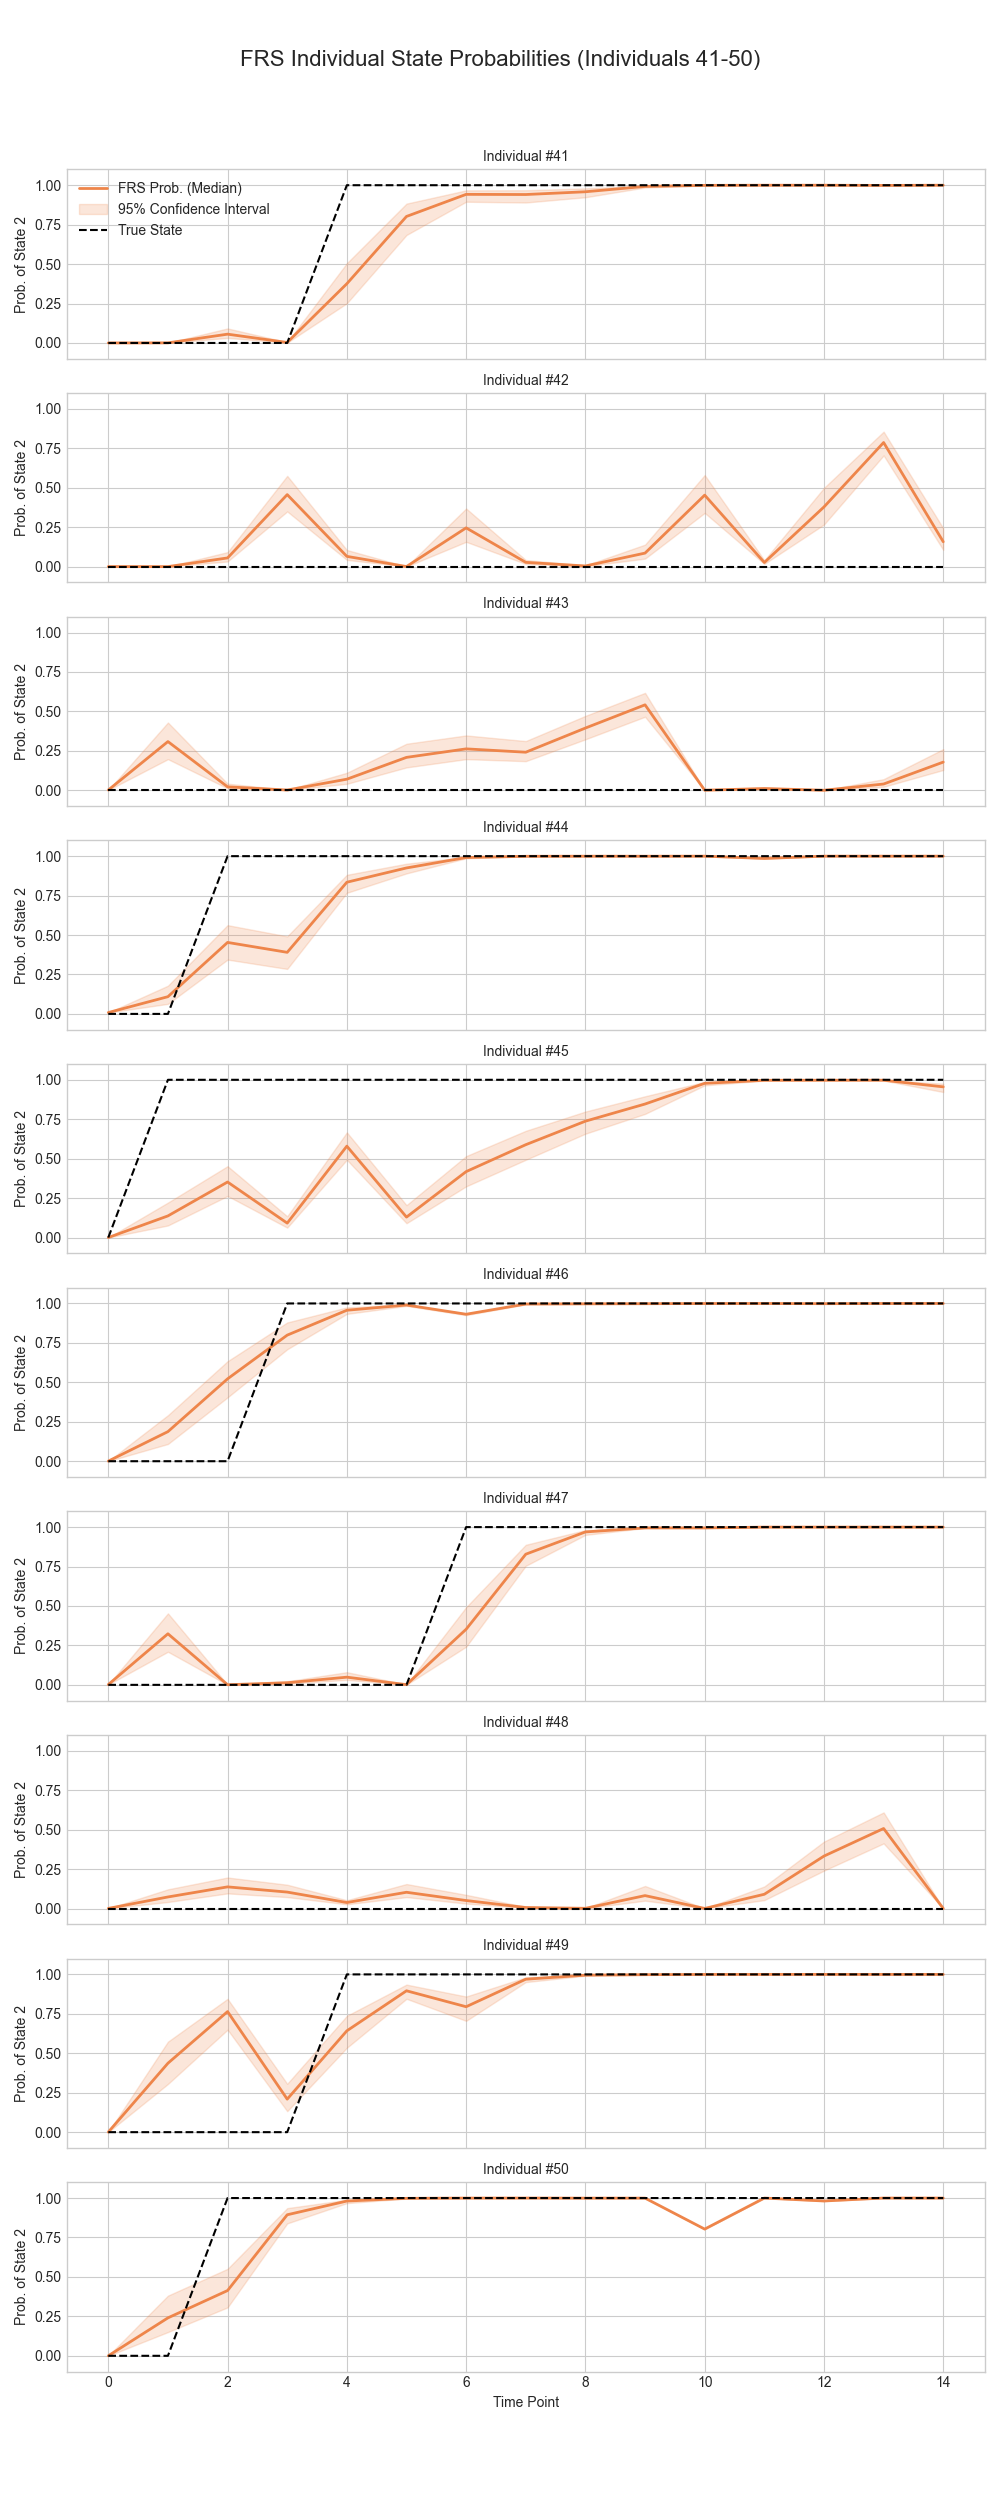 FRS Individual State Probabilities (Individuals 41-50)
Individual #41
Prob. of State 2
1.00
0.75
0.50
0.25
0.00
FRS Prob. (Median)
95% Confidence Interval
True State
Individual #42
Prob. of State 2
1.00
0.75
0.50
0.25
0.00
Individual #43
Prob. of State 2
1.00
0.75
0.50
0.25
0.00
Individual #44
Prob. of State 2
1.00
0.75
0.50
0.25
0.00
Individual #45
Prob. of State 2
1.00
0.75
0.50
0.25
0.00
Individual #46
Prob. of State 2
1.00
0.75
0.50
0.25
0.00
Individual #47
Prob. of State 2
1.00
0.75
0.50
0.25
0.00
Individual #48
Prob. of State 2
1.00
0.75
0.50
0.25
0.00
Individual #49
Prob. of State 2
1.00
0.75
0.50
0.25
0.00
Individual #50
Prob. of State 2
1.00
0.75
0.50
0.25
0.00
0 2 4 6 8 10 12 14
Time Point